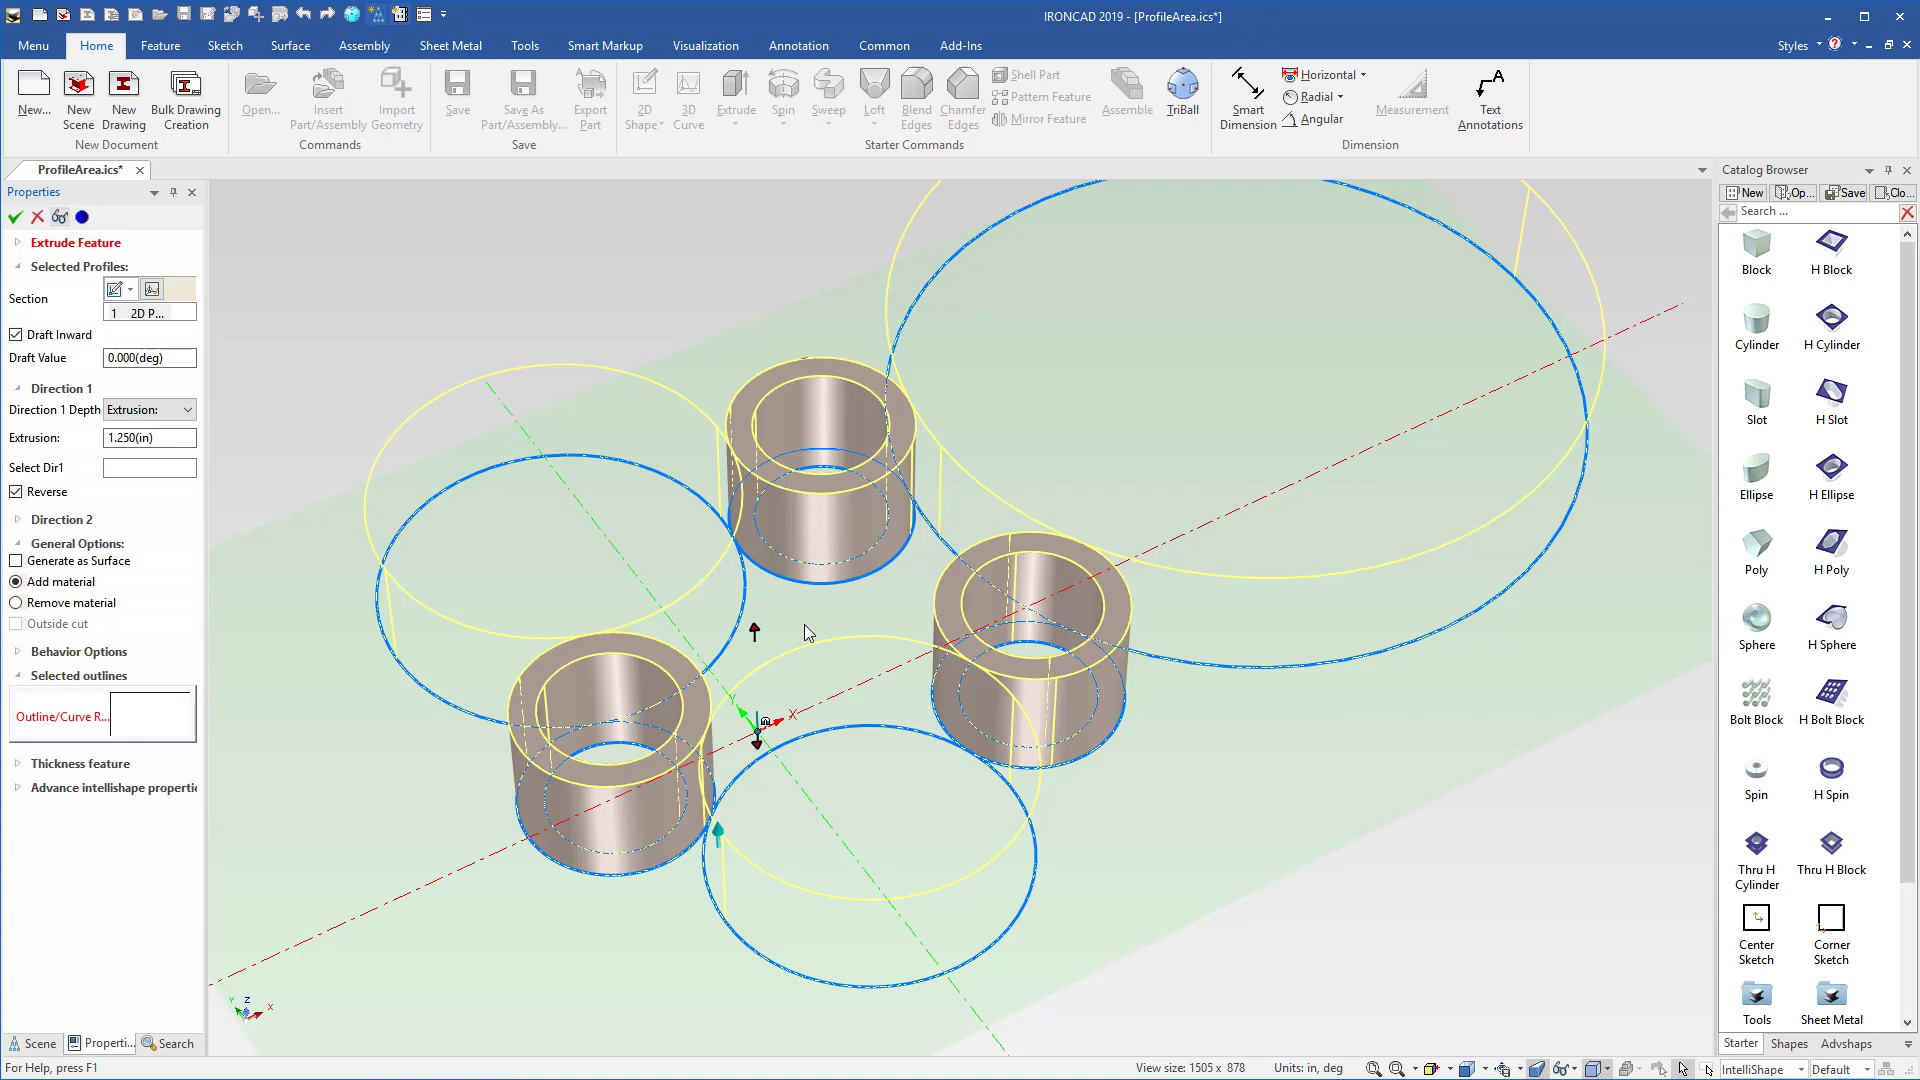 IRONCAD 2019 - [ProfileArea.ics*]
Menu Home Feature Sketch Surface Assembly Sheet Metal Tools Smart Markup Visualization Annotation Common Add-Ins Styles
New... New Scene New Drawing Bulk Drawing Creation
New Document
Open... Insert Part/Assembly Import Geometry
Commands
Save Save As Part/Assembly... Export Part
Save
2D Shape 3D Curve Extrude Spin Sweep Loft Blend Edges Chamfer Edges
Shell Part
Pattern Feature
Mirror Feature
Assemble TriBall
Starter Commands
Smart Dimension
Horizontal
Radial
Angular
Measurement Text Annotations
Dimension
ProfileArea.ics*
Properties
Extrude Feature
Selected Profiles:
Section
1 2D P...
Draft Inward
Draft Value 0.000(deg)
Direction 1
Direction 1 Depth Extrusion:
Extrusion: 1.250(in)
Select Dir1
Reverse
Direction 2
General Options:
Generate as Surface
Add material
Remove material
Outside cut
Behavior Options
Selected outlines
Outline/Curve R...
Thickness feature
Advance intellishape properti
Scene Properti... Search
Y X
Y Z X
Catalog Browser
New Op... Save Clo...
Search ...
Block H Block
Cylinder H Cylinder
Slot H Slot
Ellipse H Ellipse
Poly H Poly
Sphere H Sphere
Bolt Block H Bolt Block
Spin H Spin
Thru H Cylinder Thru H Block
Center Sketch Corner Sketch
Tools Sheet Metal
Starter Shapes Advshaps
For Help, press F1 View size: 1505 x 878 Units: in, deg IntelliShape Default